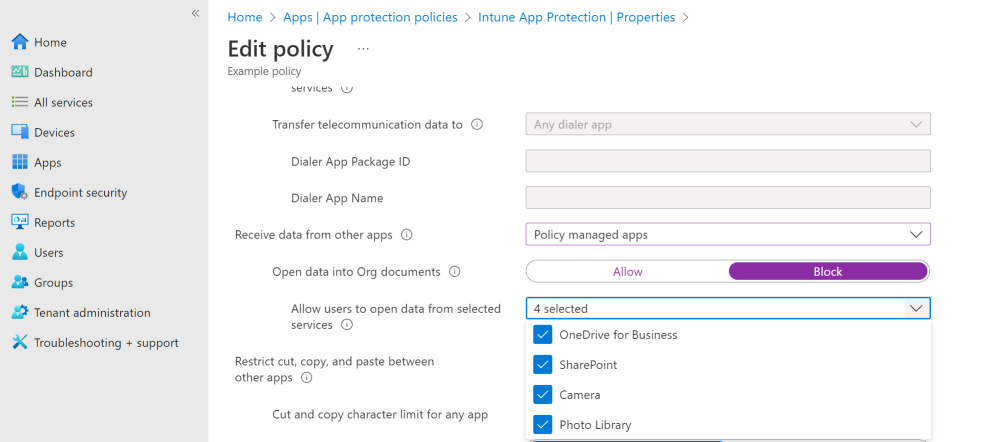 «
Home
Dashboard
All services
Devices
Apps
Endpoint security
Reports
Users
Groups
Tenant administration
Troubleshooting + support
Home > Apps | App protection policies > Intune App Protection | Properties >
Edit policy ...
Example policy
services
Transfer telecommunication data to
Any dialer app
Dialer App Package ID
Dialer App Name
Receive data from other apps
Policy managed apps
Open data into Org documents
Allow Block
Allow users to open data from selected
services
4 selected
OneDrive for Business
SharePoint
Camera
Photo Library
Restrict cut, copy, and paste between
other apps
Cut and copy character limit for any app